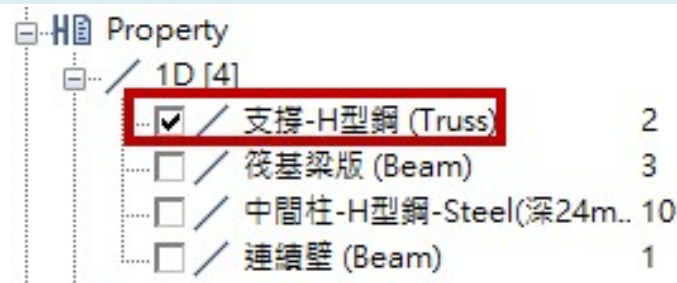 Property
1D [4]
支撐-H型鋼 (Truss) 2
筏基梁版 (Beam) 3
中間柱-H型鋼-Steel(深24m.. 10
連續壁 (Beam) 1